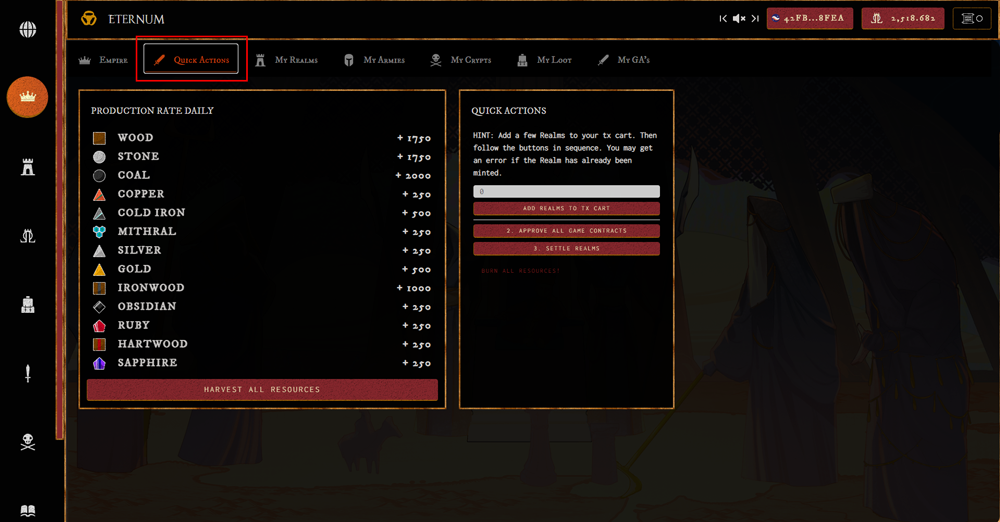 ETERNUM
42FB...8FEA
2,518.682
0
Empire
Quick Actions
My Realms
My Armies
My Crypts
My Loot
My GA's
PRODUCTION RATE DAILY
WOOD + 1750
STONE + 1750
COAL + 2000
COPPER + 250
COLD IRON + 500
MITHRAL + 250
SILVER + 250
GOLD + 500
IRONWOOD + 1000
OBSIDIAN + 250
RUBY + 250
HARTWOOD + 250
SAPPHIRE + 250
HARVEST ALL RESOURCES
QUICK ACTIONS
HINT: Add a few Realms to your tx cart. Then
follow the buttons in sequence. You may get
an error if the Realm has already been
minted.
0
ADD REALMS TO TX CART
2. APPROVE ALL GAME CONTRACTS
3. SETTLE REALMS
BURN ALL RESOURCES!